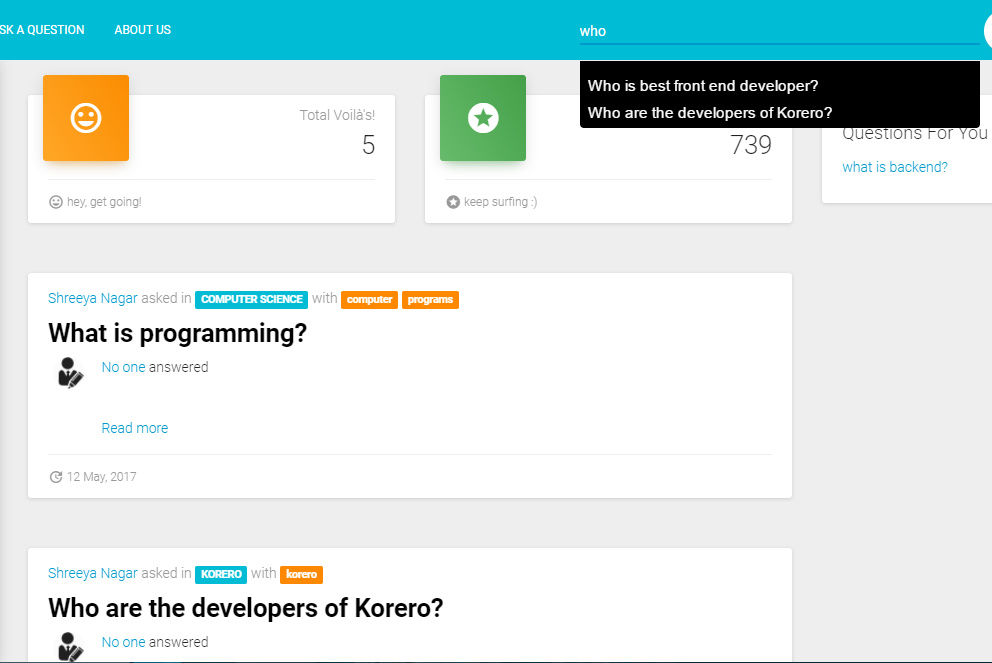 SK A QUESTION ABOUT US who
Who is best front end developer?
Who are the developers of Korero?
Total Voilà's!
5
hey, get going!
739
keep surfing :)
Questions For You
what is backend?
Shreeya Nagar asked in COMPUTER SCIENCE with computer programs
What is programming?
No one answered
Read more
12 May, 2017
Shreeya Nagar asked in KORERO with korero
Who are the developers of Korero?
No one answered